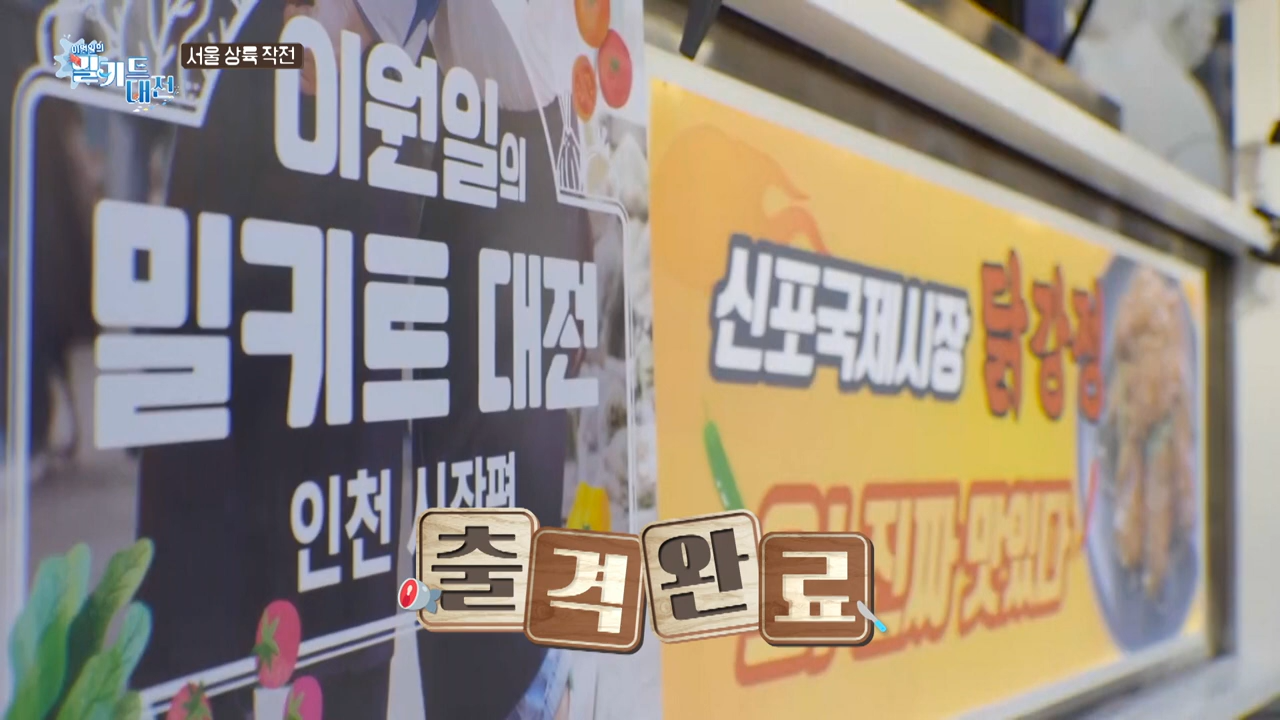 이원일의
밀키트
대전
서울 상륙 작전
이원일의
밀키트 대전
인천 시장편
신포국제시장 닭강정
와 진짜 맛있다
출격완료